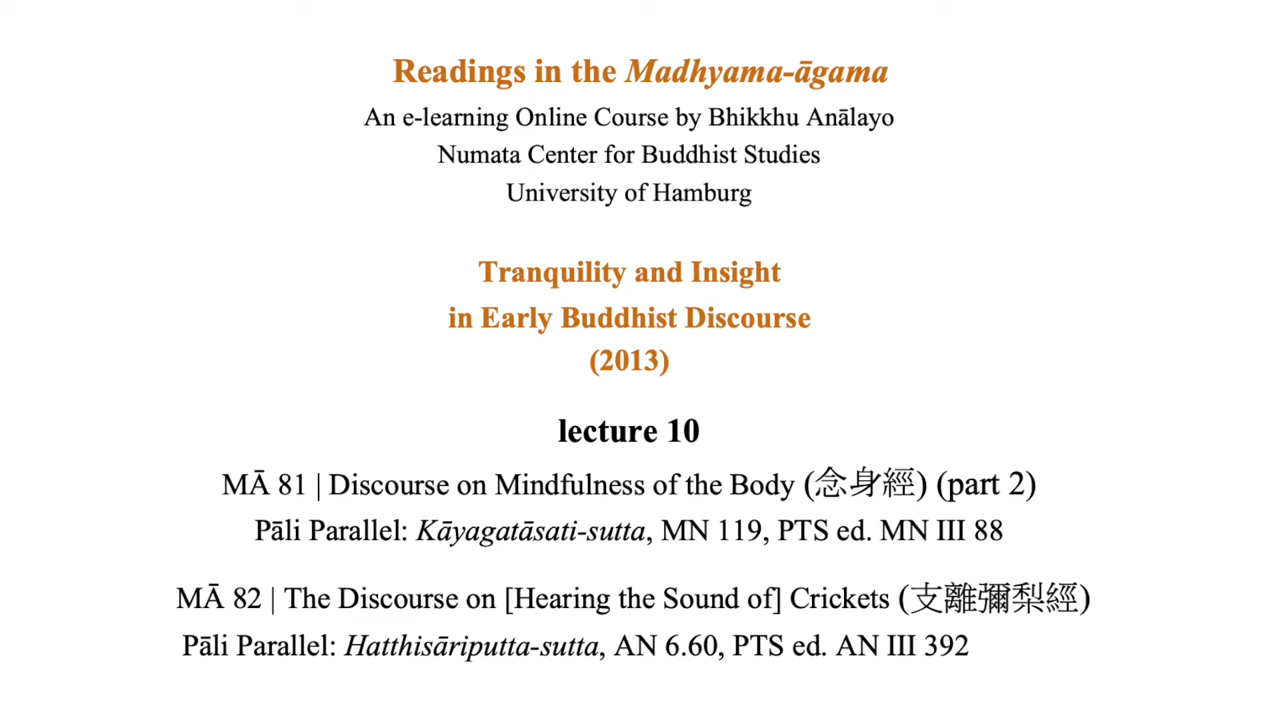 Readings in the Madhyama-āgama
An e-learning Online Course by Bhikkhu Anālayo
Numata Center for Buddhist Studies
University of Hamburg
Tranquility and Insight
in Early Buddhist Discourse
(2013)
lecture 10
MĀ 81 | Discourse on Mindfulness of the Body (念身經) (part 2)
Pāli Parallel: Kāyagatāsati-sutta, MN 119, PTS ed. MN III 88
MĀ 82 | The Discourse on [Hearing the Sound of] Crickets (支離彌梨經)
Pāli Parallel: Hatthisāriputta-sutta, AN 6.60, PTS ed. AN III 392